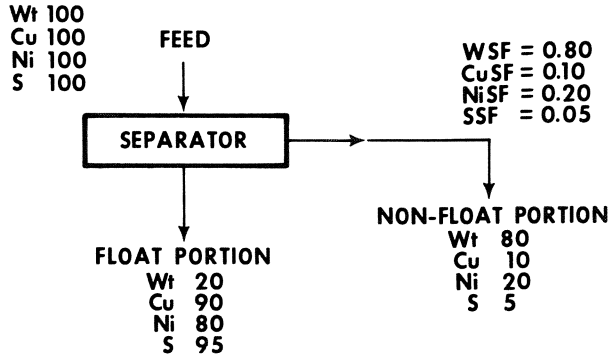 Wt 100
Cu 100
Ni 100
S 100
FEED
WSF = 0.80
CuSF = 0.10
NiSF = 0.20
SSF = 0.05
SEPARATOR
NON-FLOAT PORTION
Wt 80
Cu 10
Ni 20
S 5
FLOAT PORTION
Wt 20
Cu 90
Ni 80
S 95